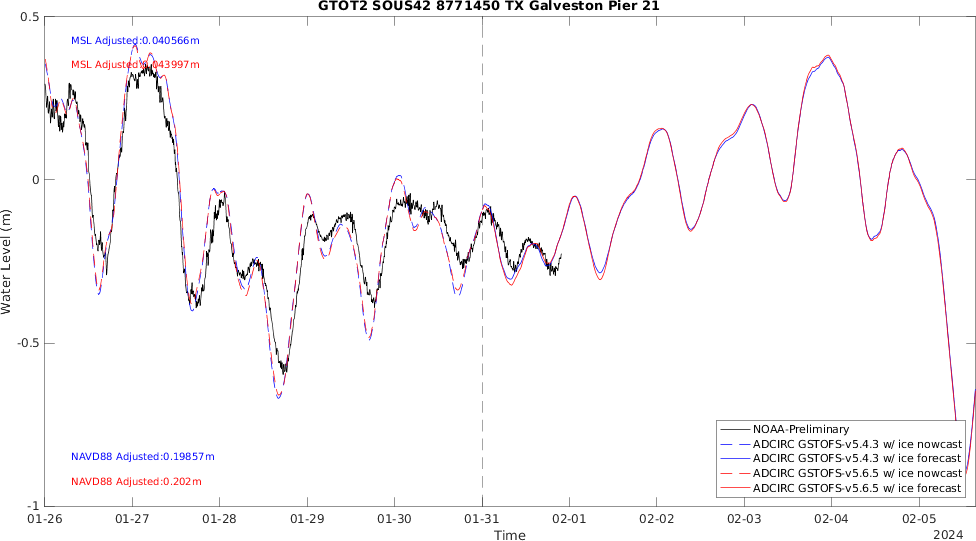 GTOT2 SOUS42 8771450 TX Galveston Pier 21
0.5
MSL Adjusted:0.040566m
MSL Adjusted:0.043997m
0
Water Level (m)
-0.5
NAVD88 Adjusted:0.19857m
NAVD88 Adjusted:0.202m
-1
NOAA-Preliminary
ADCIRC GSTOFS-v5.4.3 w/ ice nowcast
ADCIRC GSTOFS-v5.4.3 w/ ice forecast
ADCIRC GSTOFS-v5.6.5 w/ ice nowcast
ADCIRC GSTOFS-v5.6.5 w/ ice forecast
01-26 01-27 01-28 01-29 01-30 01-31 02-01 02-02 02-03 02-04 02-05
Time
2024